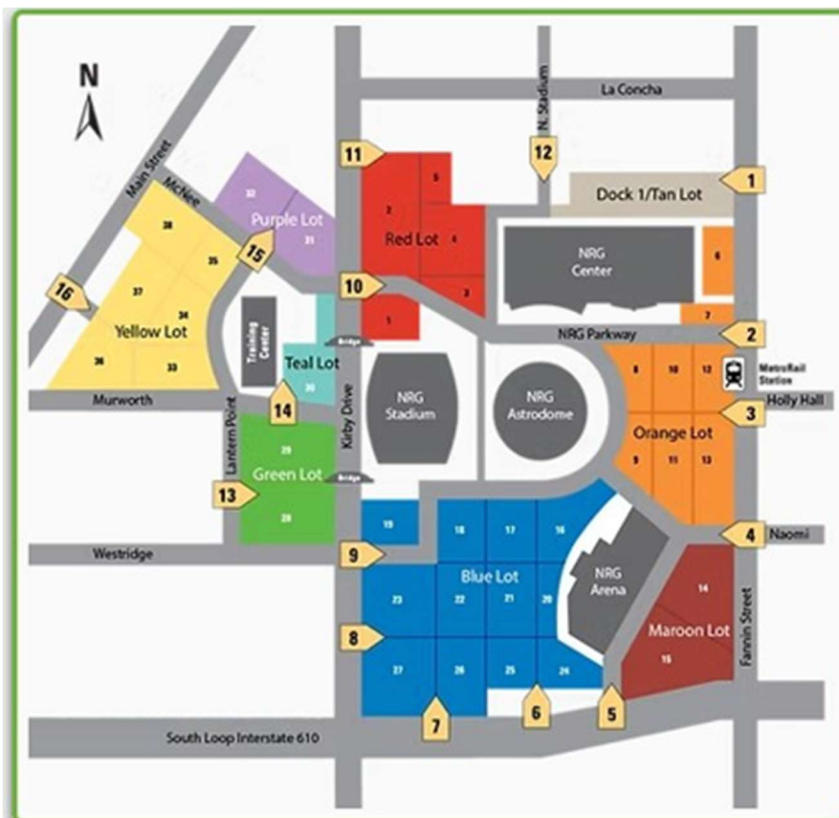 N
La Concha
N. Stadium
Main Street
McNee
11
12
1
Dock 1/Tan Lot
32
Purple Lot
31
5
2
Red Lot
4
3
38
35
15
NRG
Center
6
7
16
37
34
Yellow Lot
36
33
10
1
Training
Center
Teal Lot
30
Bridge
NRG Parkway
2
8
10
12
MetroRail
Station
Murworth
14
Kirby Drive
NRG
Stadium
NRG
Astrodome
Holly Hall
3
Orange Lot
9
11
13
Lantern Point
29
Green Lot
28
13
Bridge
19
18
17
16
4
Naomi
Westridge
9
Blue Lot
NRG
Arena
23
22
21
20
14
Maroon Lot
15
Fannin Street
8
27
26
25
24
7
6
5
South Loop Interstate 610